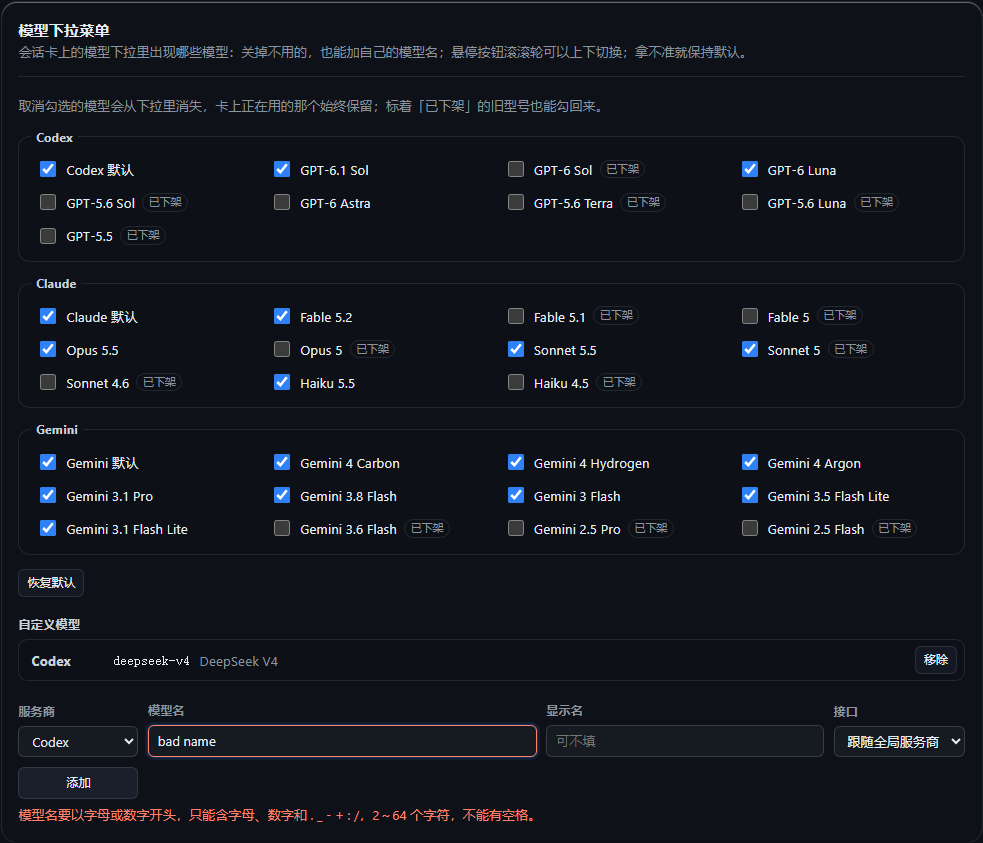 模型下拉菜单
会话卡上的模型下拉里出现哪些模型：关掉不用的，也能加自己的模型名；悬停按钮滚滚轮可以上下切换；拿不准就保持默认。
取消勾选的模型会从下拉里消失，卡上正在用的那个始终保留；标着「已下架」的旧型号也能勾回来。
Codex
Codex 默认 GPT-6.1 Sol GPT-6 Sol 已下架 GPT-6 Luna
GPT-5.6 Sol 已下架 GPT-6 Astra GPT-5.6 Terra 已下架 GPT-5.6 Luna 已下架
GPT-5.5 已下架
Claude
Claude 默认 Fable 5.2 Fable 5.1 已下架 Fable 5 已下架
Opus 5.5 Opus 5 已下架 Sonnet 5.5 Sonnet 5 已下架
Sonnet 4.6 已下架 Haiku 5.5 Haiku 4.5 已下架
Gemini
Gemini 默认 Gemini 4 Carbon Gemini 4 Hydrogen Gemini 4 Argon
Gemini 3.1 Pro Gemini 3.8 Flash Gemini 3 Flash Gemini 3.5 Flash Lite
Gemini 3.1 Flash Lite Gemini 3.6 Flash 已下架 Gemini 2.5 Pro 已下架 Gemini 2.5 Flash 已下架
恢复默认
自定义模型
Codex deepseek-v4 DeepSeek V4 移除
服务商 模型名 显示名 接口
Codex bad name 可不填 跟随全局服务商
添加
模型名要以字母或数字开头，只能含字母、数字和 . _ - + : /，2～64 个字符，不能有空格。